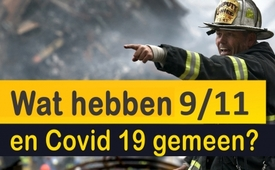 Wat hebben 9/11
en Covid 19 gemeen?